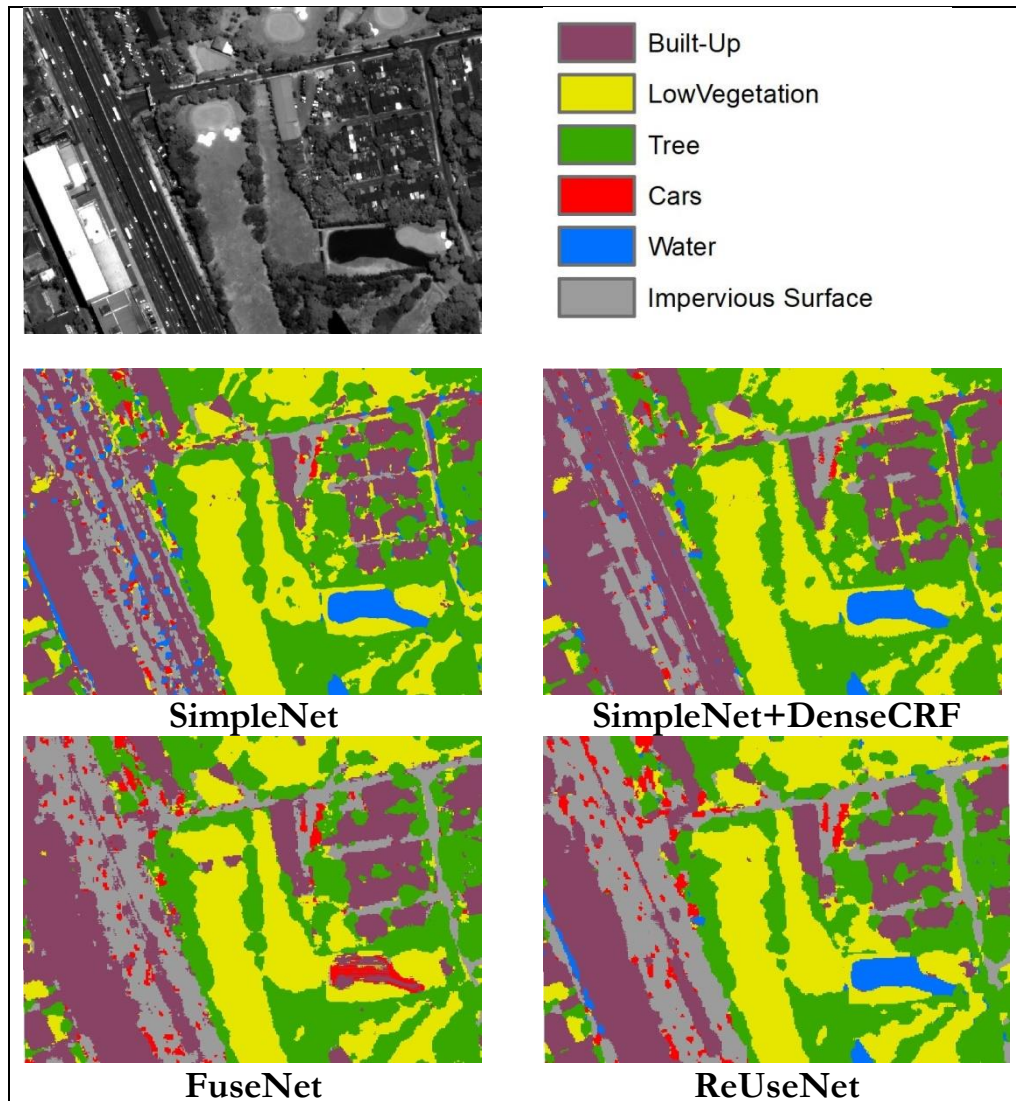 Built-Up
LowVegetation
Tree
Cars
Water
Impervious Surface
SimpleNet
SimpleNet+DenseCRF
FuseNet
ReUseNet